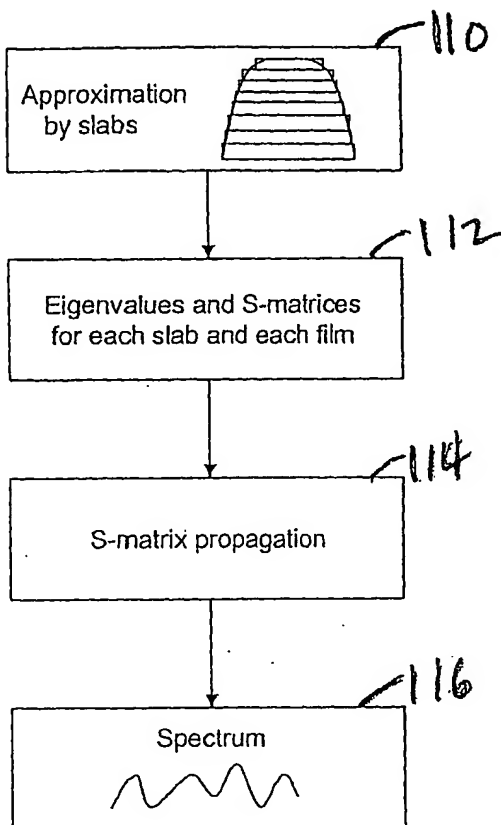 110
Approximation
by slabs
112
Eigenvalues and S-matrices
for each slab and each film
114
S-matrix propagation
116
Spectrum